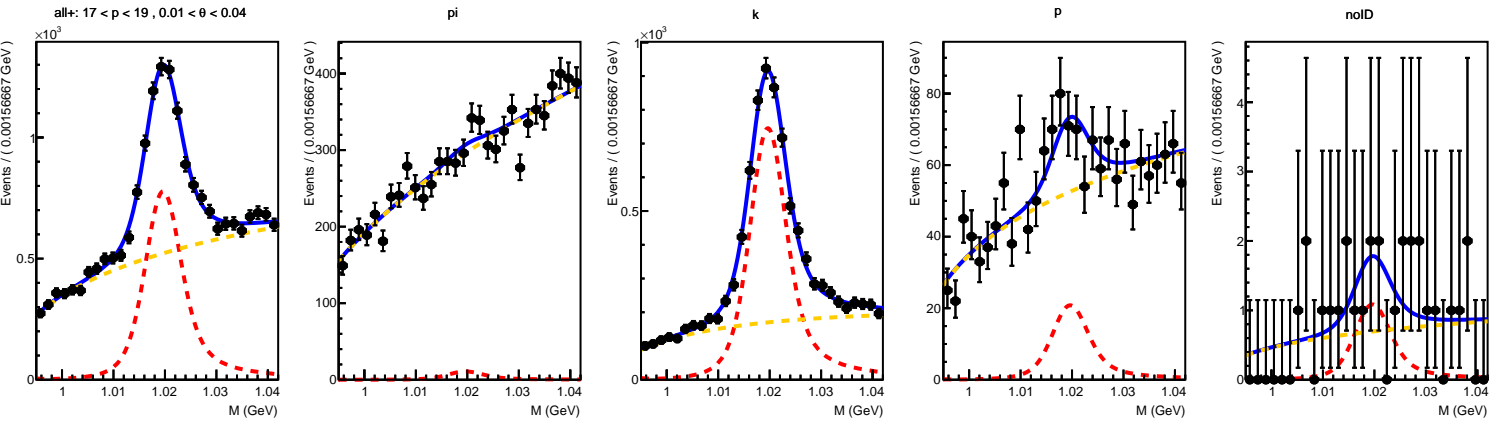 all+: 17 < p < 19 , 0.01 < θ < 0.04
×10³
Events / ( 0.00156667 GeV )
1
0.5
0
1 1.01 1.02 1.03 1.04
M (GeV)
pi
Events / ( 0.00156667 GeV )
400
300
200
100
0
1 1.01 1.02 1.03 1.04
M (GeV)
k
×10³
Events / ( 0.00156667 GeV )
1
0.5
0
1 1.01 1.02 1.03 1.04
M (GeV)
p
Events / ( 0.00156667 GeV )
80
60
40
20
0
1 1.01 1.02 1.03 1.04
M (GeV)
noID
Events / ( 0.00156667 GeV )
4
3
2
1
0
1 1.01 1.02 1.03 1.04
M (GeV)